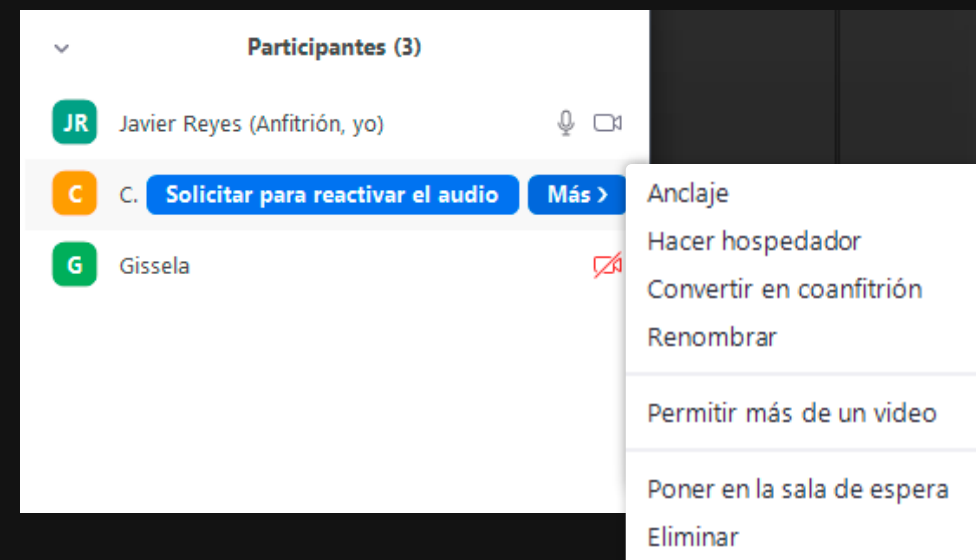 Participantes (3)
JR Javier Reyes (Anfitrión, yo)
C C. Solicitar para reactivar el audio Más >
G Gissela
Anclaje
Hacer hospedador
Convertir en coanfitrión
Renombrar
Permitir más de un video
Poner en la sala de espera
Eliminar